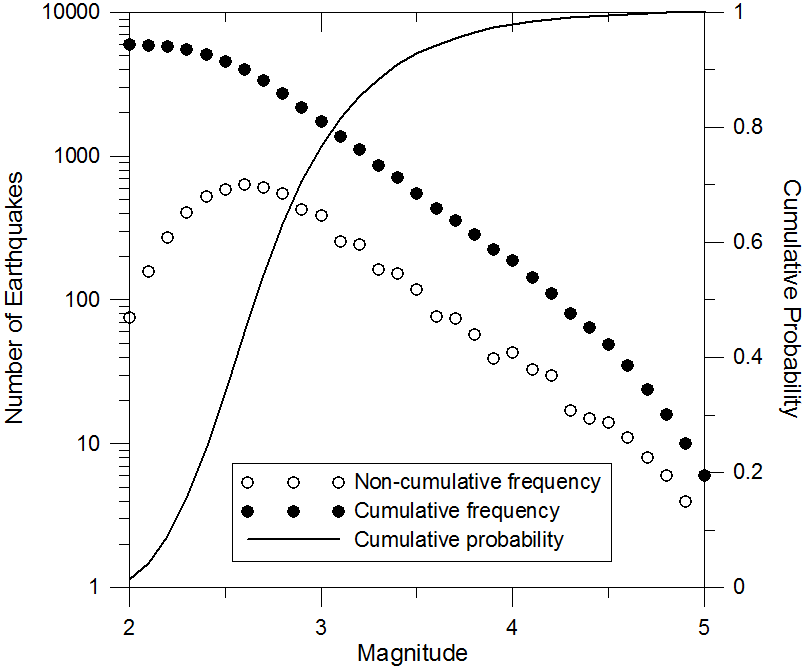 10000
1000
100
10
1
Number of Earthquakes
1
0.8
0.6
0.4
0.2
0
Cumulative Probability
Non-cumulative frequency
Cumulative frequency
Cumulative probability
2
3
4
5
Magnitude